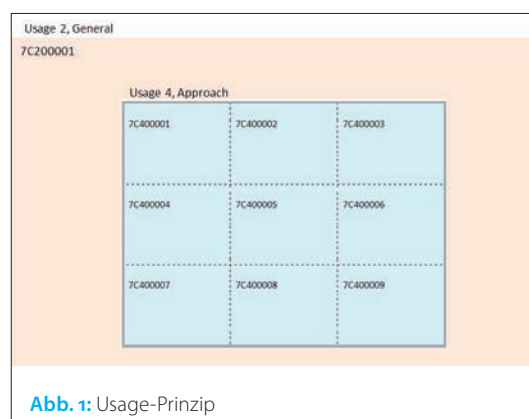 Usage 2, General
7C200001
Usage 4, Approach
7C400001 7C400002 7C400003
7C400004 7C400005 7C400006
7C400007 7C400008 7C400009
Abb. 1: Usage-Prinzip